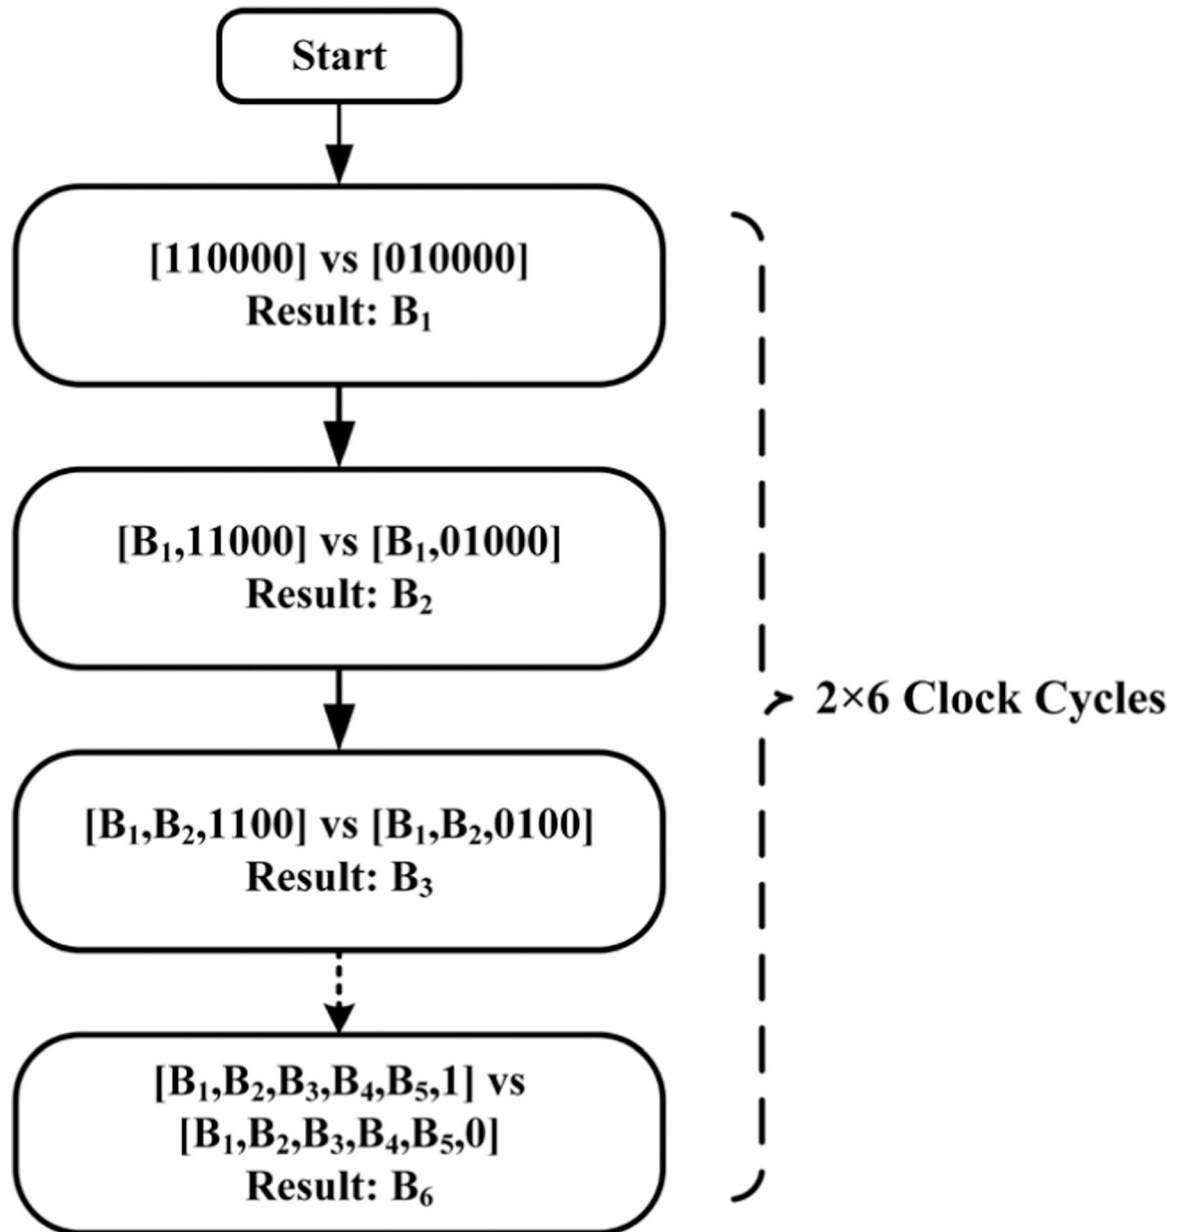 Start
[110000] vs [010000]
Result: B₁
[B₁,11000] vs [B₁,01000]
Result: B₂
[B₁,B₂,1100] vs [B₁,B₂,0100]
Result: B₃
[B₁,B₂,B₃,B₄,B₅,1] vs
[B₁,B₂,B₃,B₄,B₅,0]
Result: B₆
2×6 Clock Cycles